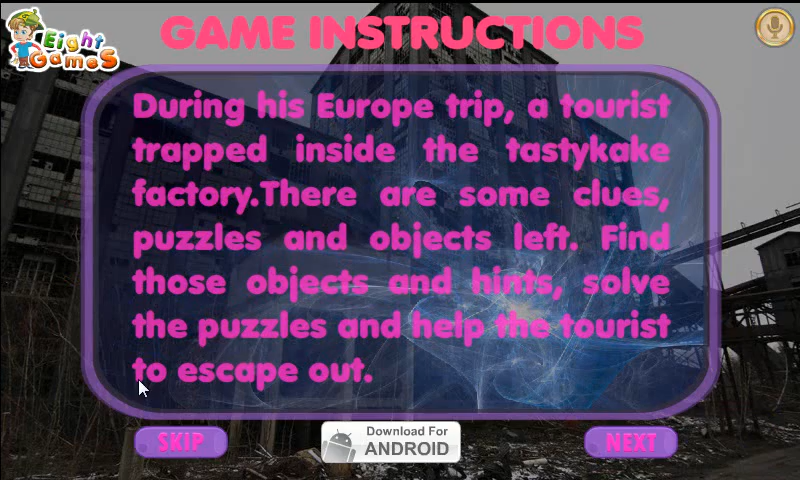 Eight
GameS
GAME INSTRUCTIONS
During his Europe trip, a tourist
trapped inside the tastykake
factory.There are some clues,
puzzles and objects left. Find
those objects and hints, solve
the puzzles and help the tourist
to escape out.
SKIP
Download For
ANDROID
NEXT